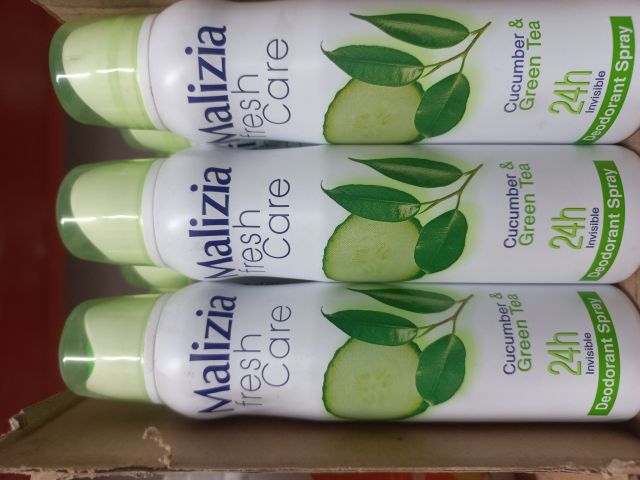 Malizia
fresh
Care
Cucumber &
Green Tea
24h
Invisible
Deodorant Spray
Malizia
fresh
Care
Cucumber &
Green Tea
24h
Invisible
Deodorant Spray
Malizia
fresh
Care
Cucumber &
Green Tea
24h
Invisible
Deodorant Spray